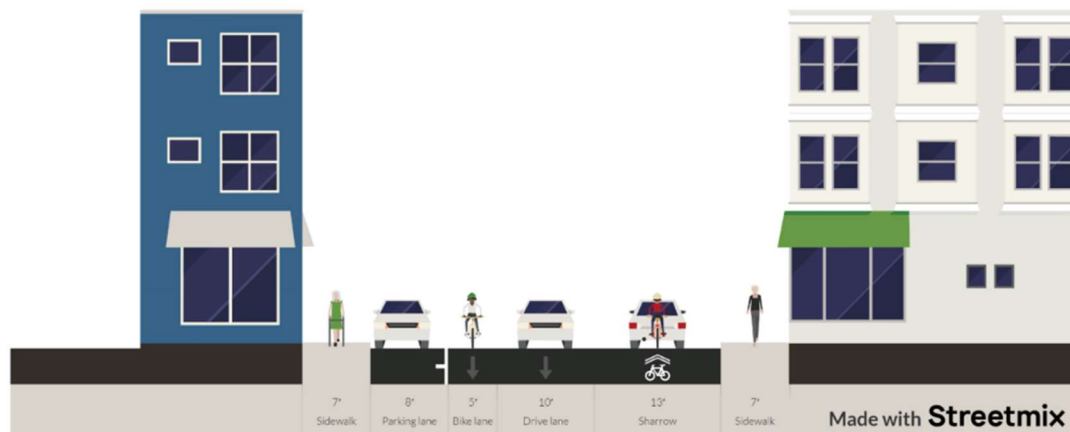 7' 8' 5' 10' 13' 7'
Sidewalk Parking lane Bike lane Drive lane Sharrow Sidewalk
Made with Streetmix